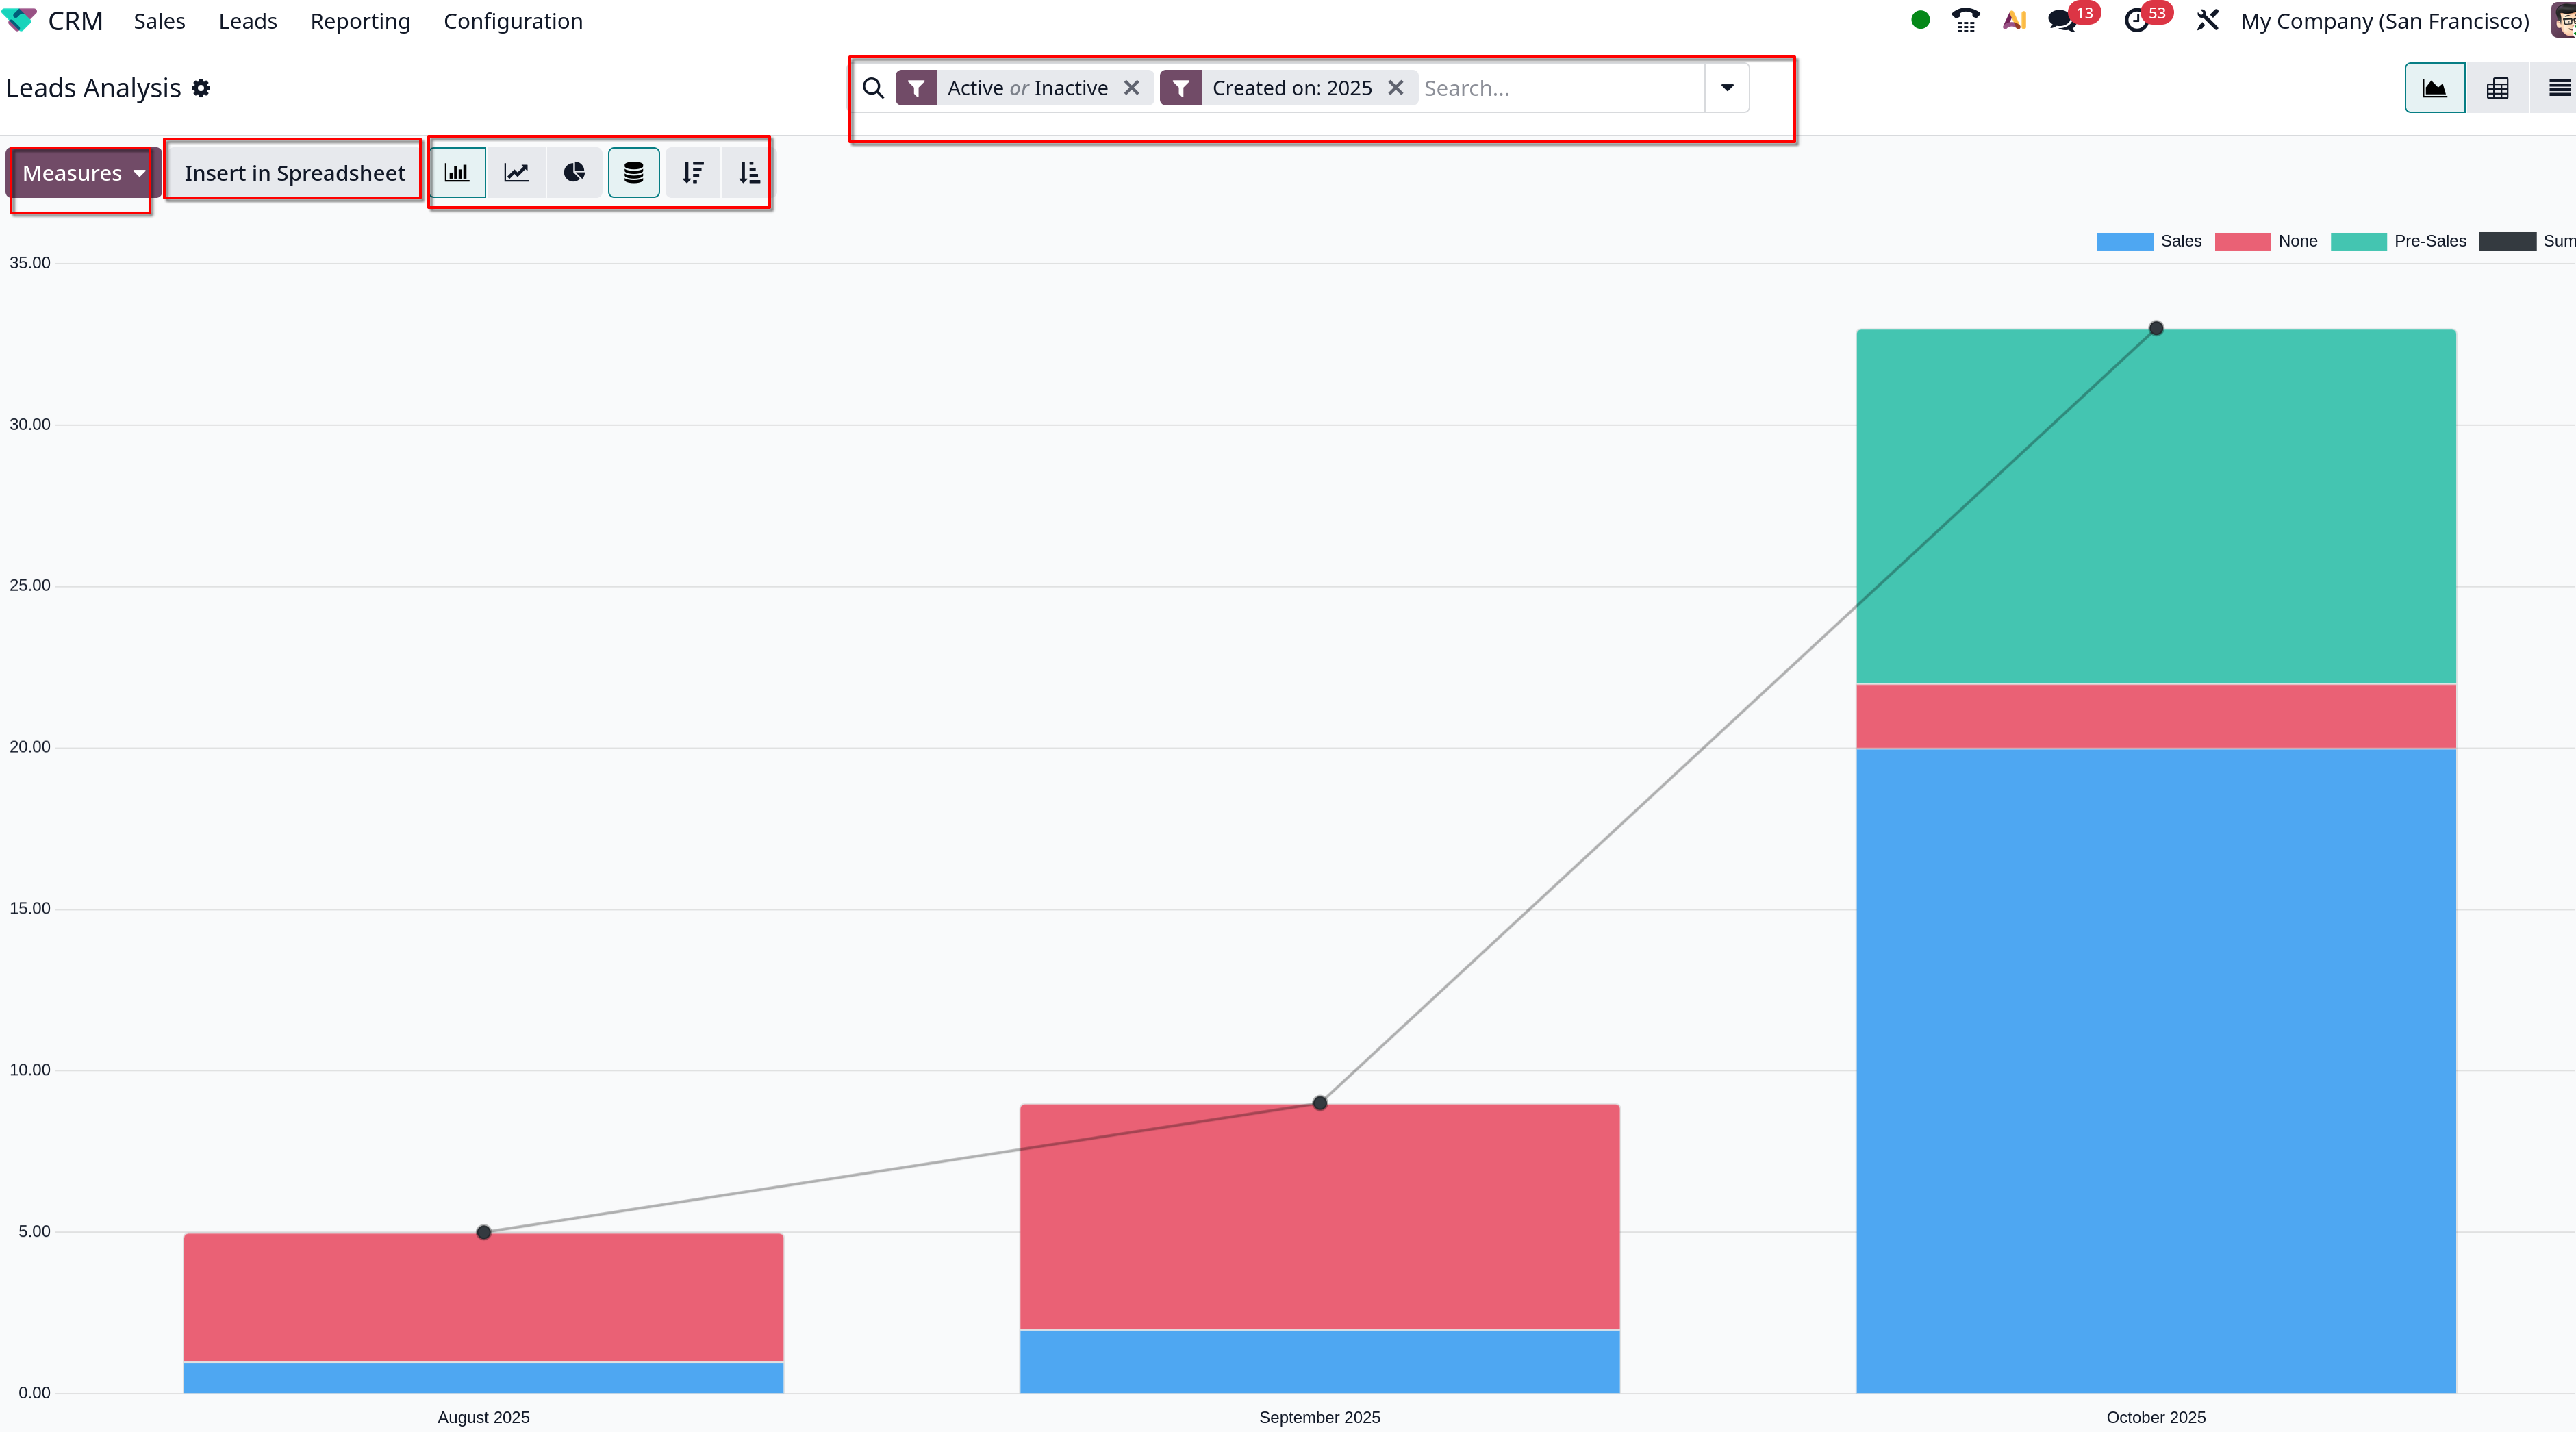 CRM Sales Leads Reporting Configuration AI 13 53 My Company (San Francisco)
Leads Analysis Active or Inactive Created on: 2025 Search...
Measures Insert in Spreadsheet
Sales None Pre-Sales Sum
35.00
30.00
25.00
20.00
15.00
10.00
5.00
0.00
August 2025 September 2025 October 2025